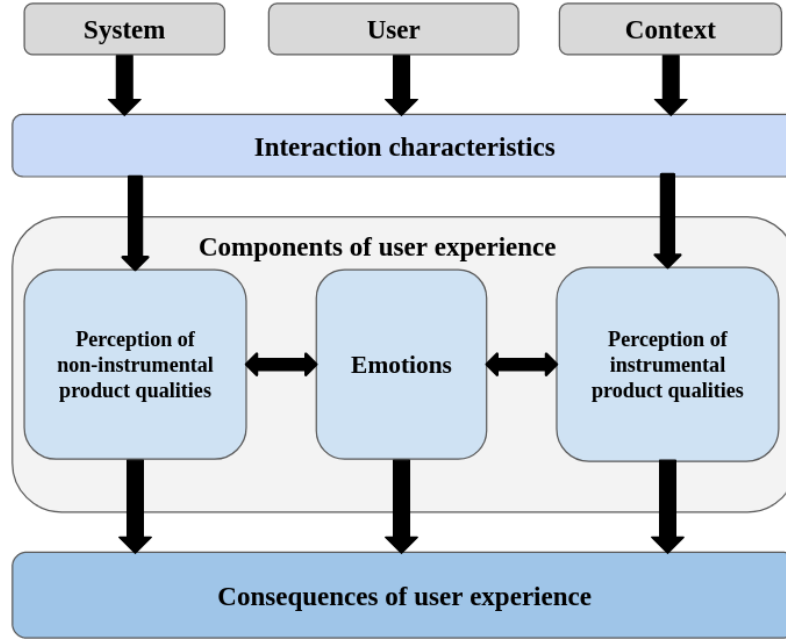 System
User
Context
Interaction characteristics
Components of user experience
Perception of
non-instrumental
product qualities
Emotions
Perception of
instrumental
product qualities
Consequences of user experience